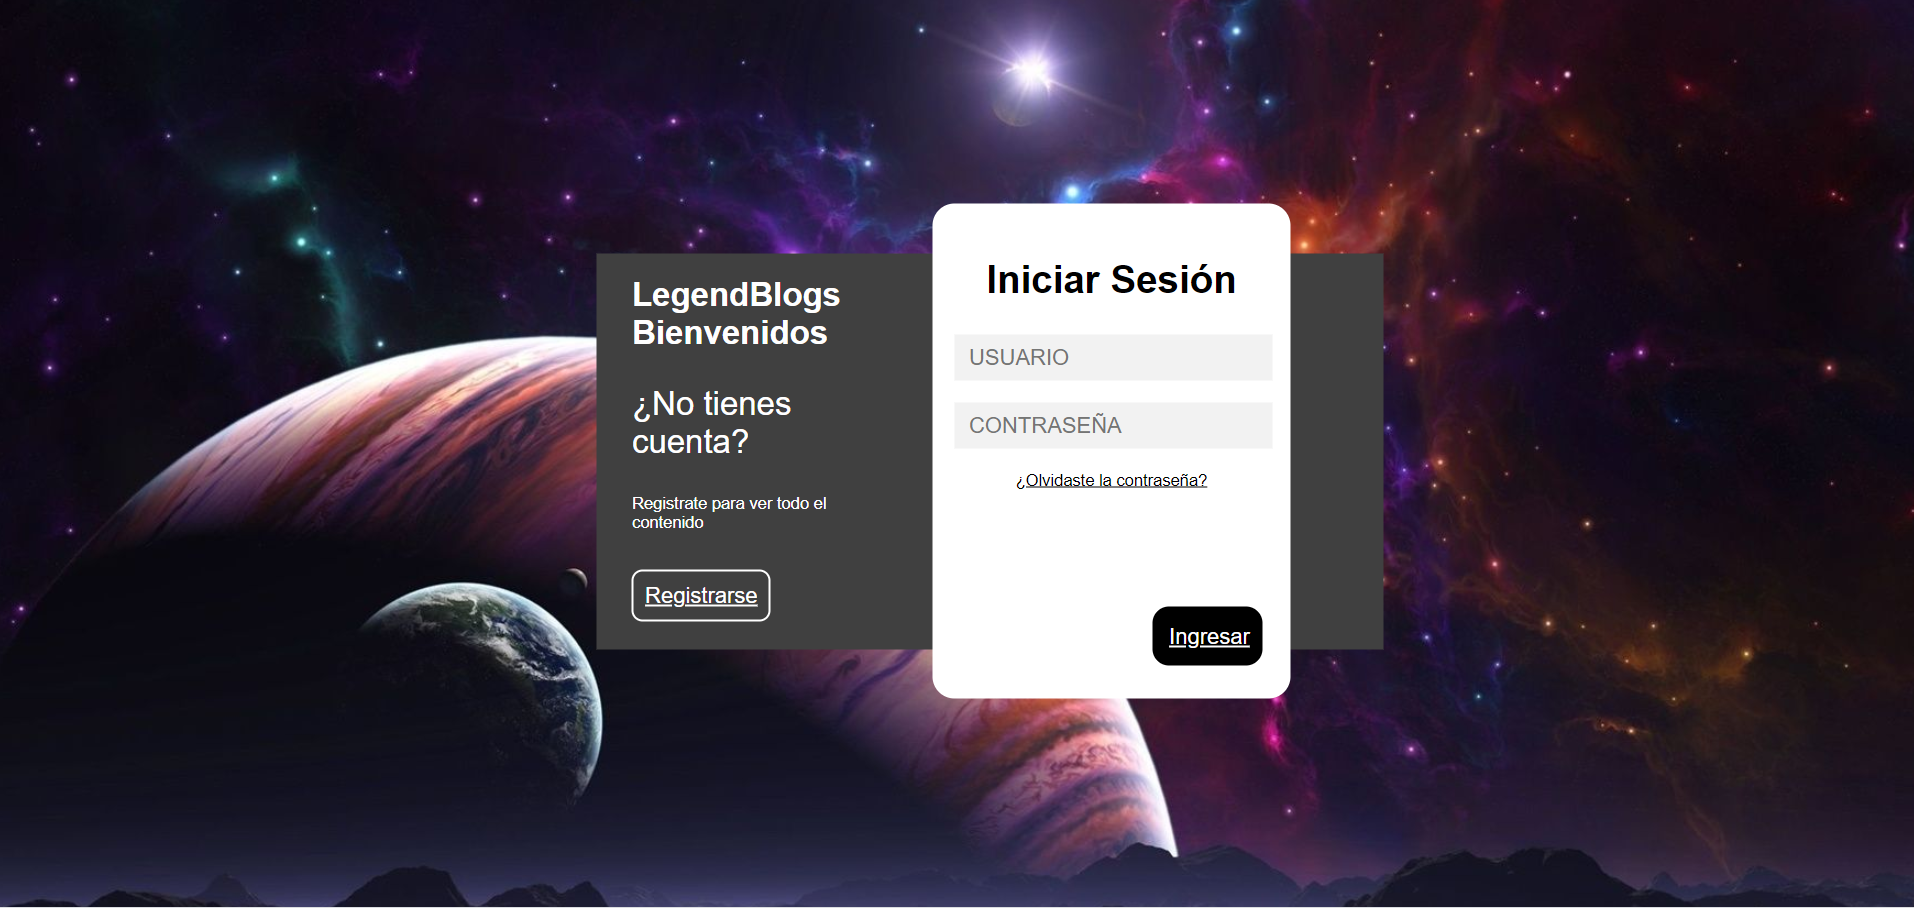 LegendBlogs
Bienvenidos
¿No tienes
cuenta?
Registrate para ver todo el
contenido
Registrarse
Iniciar Sesión
USUARIO
CONTRASEÑA
¿Olvidaste la contraseña?
Ingresar